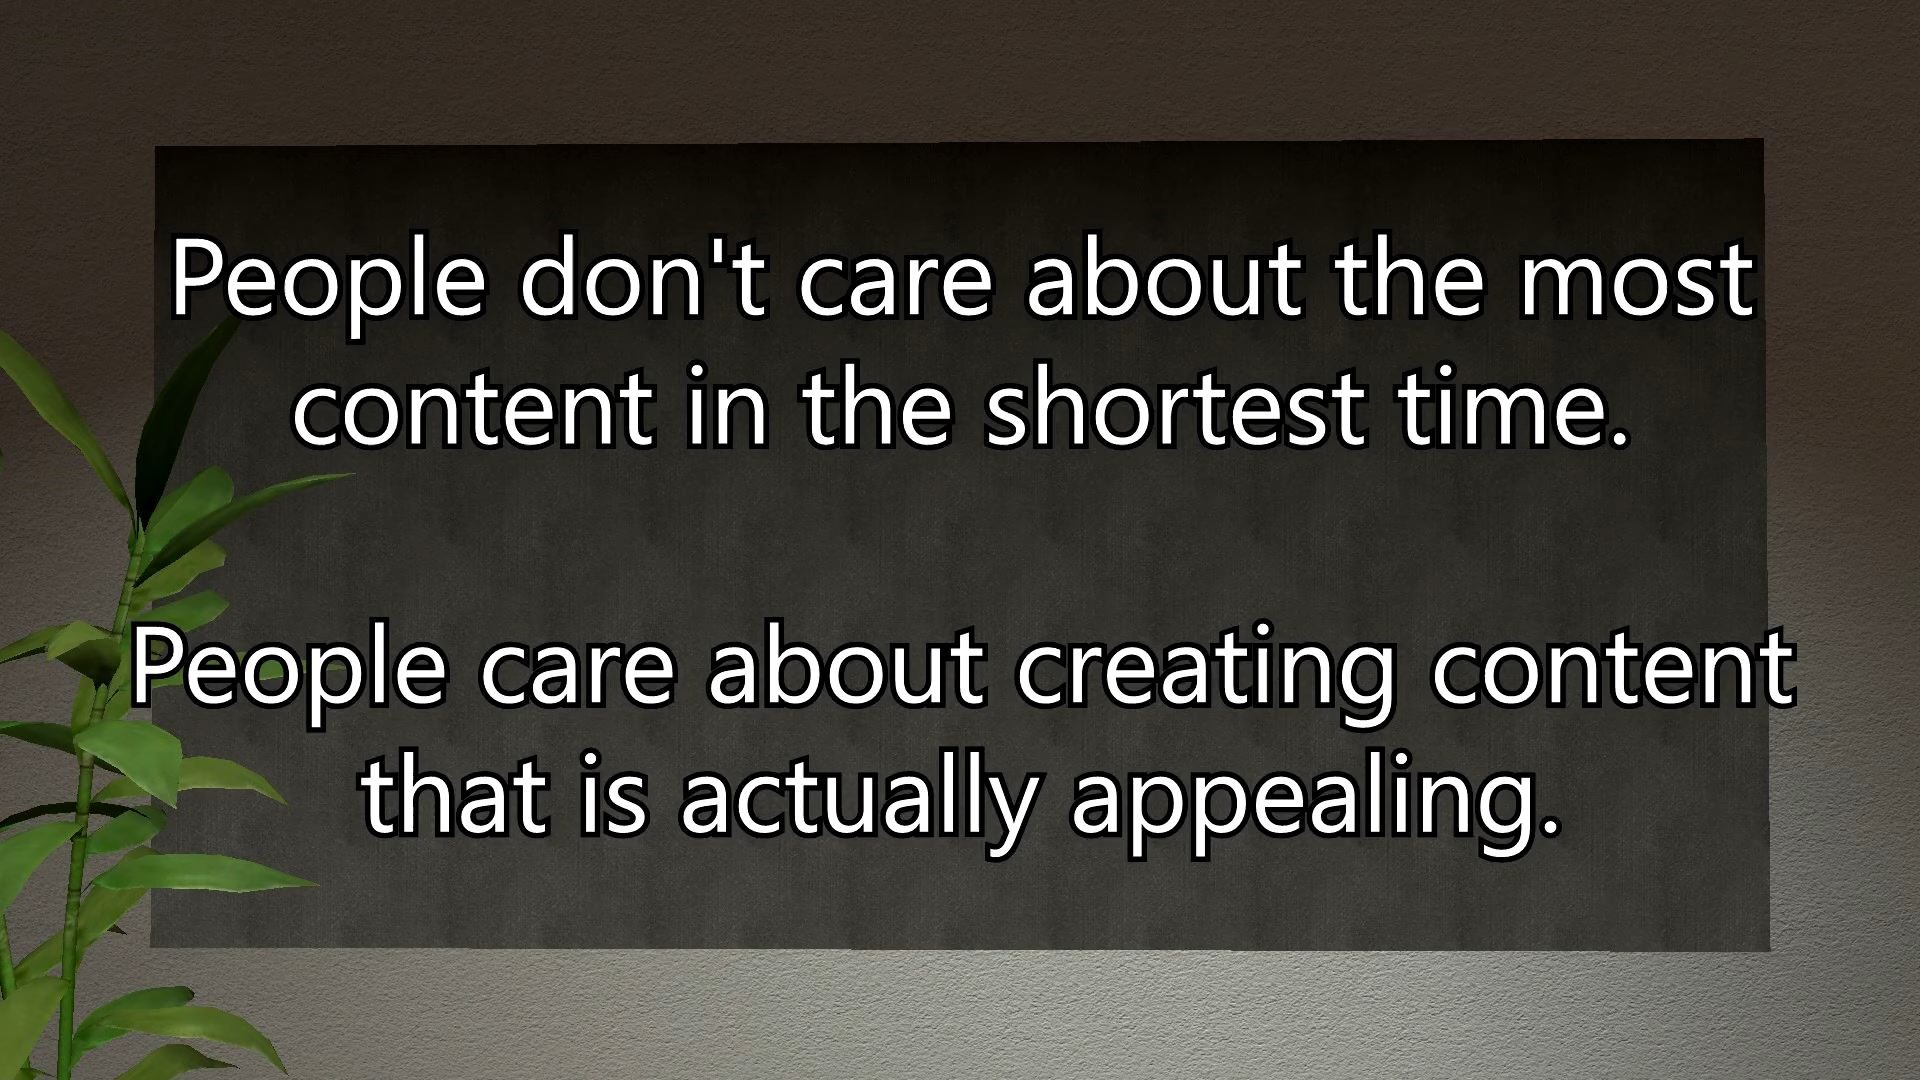 People don't care about the most
content in the shortest time.
People care about creating content
that is actually appealing.